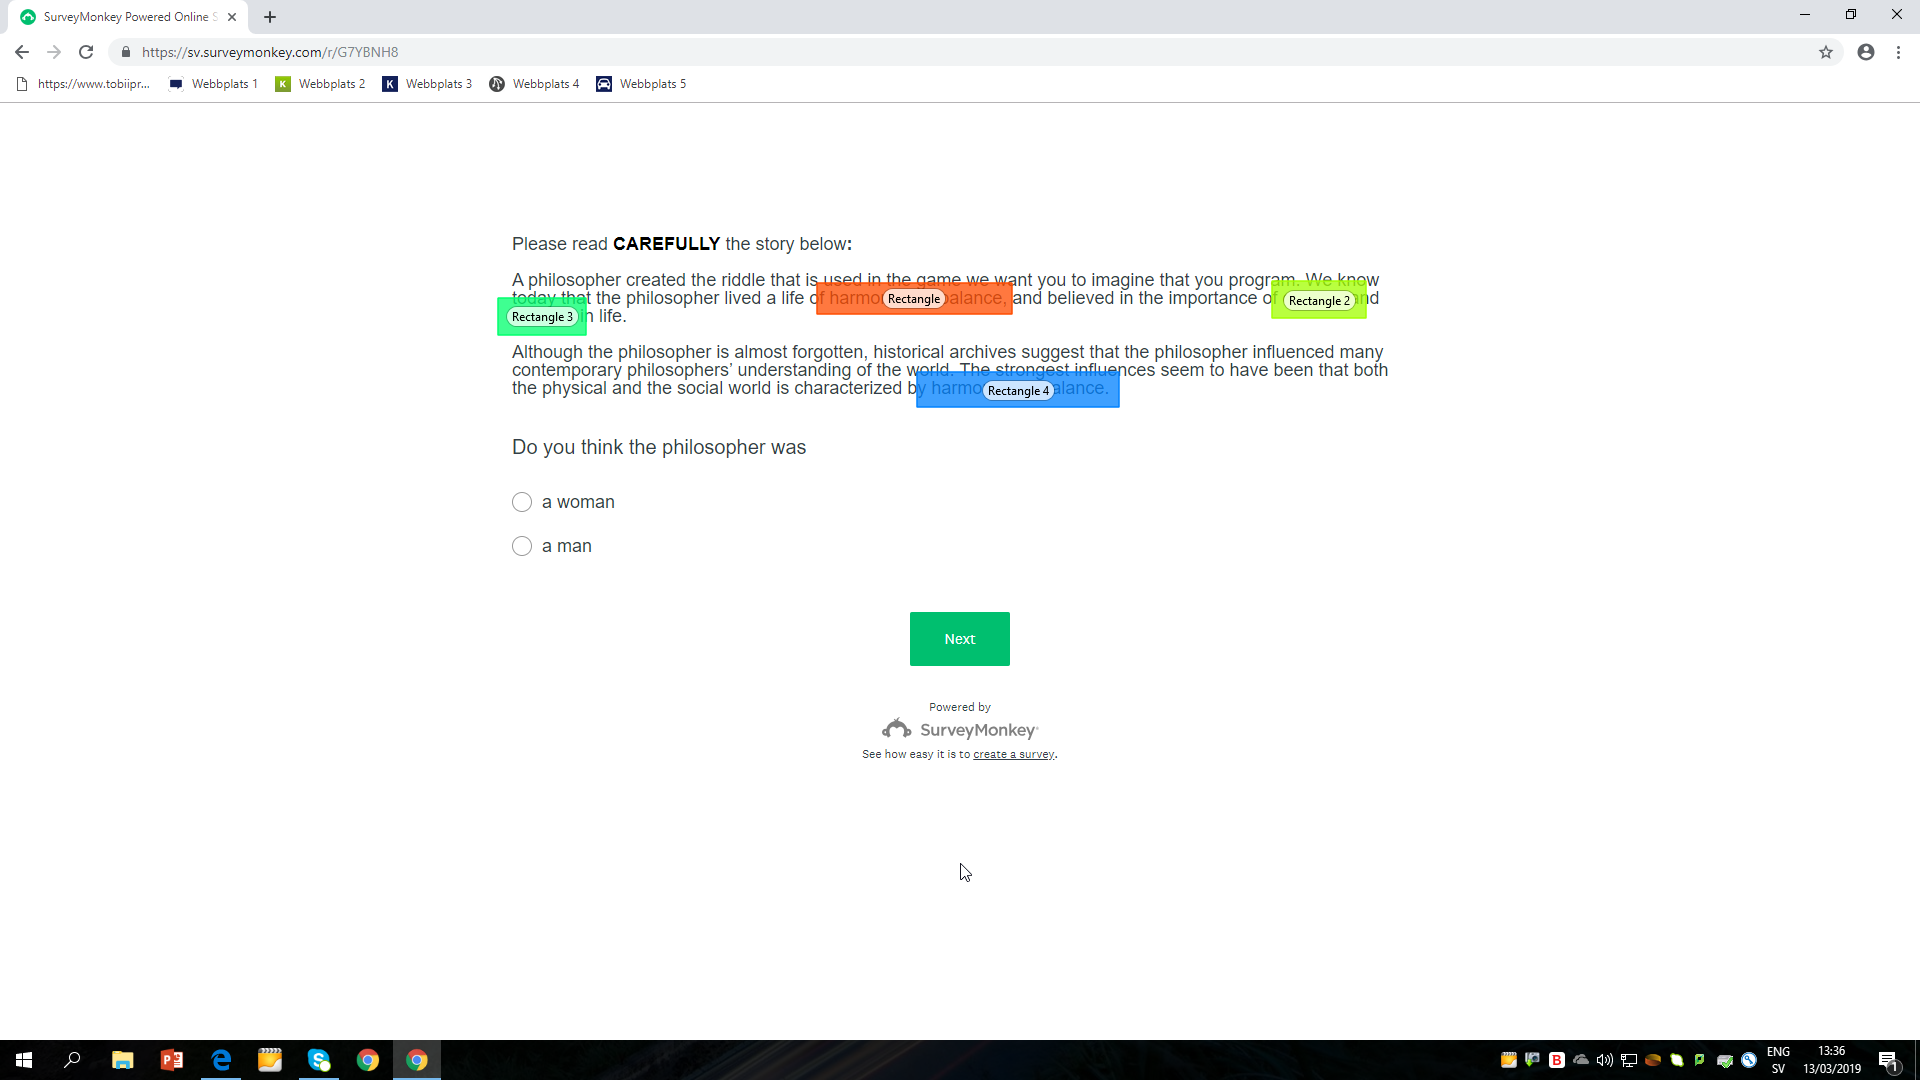 SurveyMonkey Powered Online S
https://sv.surveymonkey.com/r/G7YBNH8
https://www.tobiipr... Webbplats 1 Webbplats 2 Webbplats 3 Webbplats 4 Webbplats 5
Please read CAREFULLY the story below:
A philosopher created the riddle that is used in the game we want you to imagine that you program. We know
today that the philosopher lived a life of harmo Rectangle balance, and believed in the importance of Rectangle 2 and
Rectangle 3 in life.
Although the philosopher is almost forgotten, historical archives suggest that the philosopher influenced many
contemporary philosophers' understanding of the world. The strongest influences seem to have been that both
the physical and the social world is characterized by harmo Rectangle 4 alance.
Do you think the philosopher was
a woman
a man
Next
Powered by
SurveyMonkey
See how easy it is to create a survey.
ENG
SV
13:36
13/03/2019
1